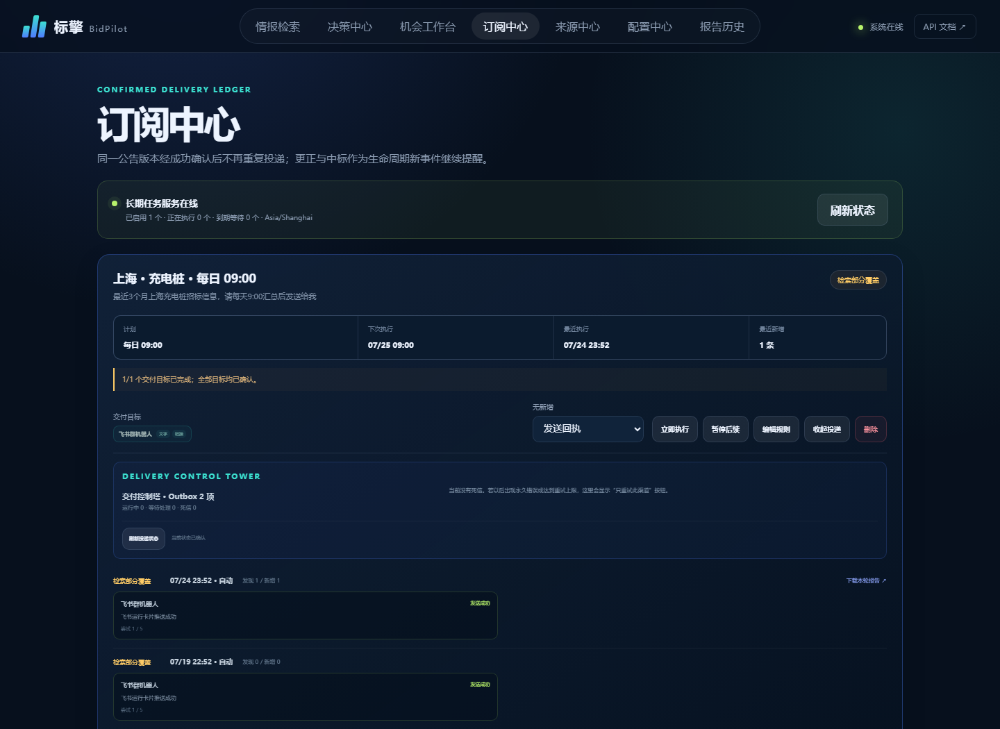 标擎 BidPilot
情报检索
决策中心
机会工作台
订阅中心
来源中心
配置中心
报告历史
系统在线
API 文档 ↗
CONFIRMED DELIVERY LEDGER
订阅中心
同一公告版本经成功确认后不再重复投递；更正与中标作为生命周期新事件继续提醒。
长期任务服务在线
已启用 1 个 · 正在执行 0 个 · 到期等待 0 个 · Asia/Shanghai
刷新状态
上海 • 充电桩 • 每日 09:00
最近3个月上海充电桩招标信息，请每天9:00汇总后发送给我
检索部分覆盖
计划
每日 09:00
下次执行
07/25 09:00
最近执行
07/24 23:52
最近新增
1 条
1/1 个交付目标已完成；全部目标均已确认。
交付目标
飞书群机器人 文字 链接
无新增
发送回执
立即执行
暂停后续
编辑规则
收起投递
删除
DELIVERY CONTROL TOWER
交付控制塔 • Outbox 2 项
运行中 0 · 等待处理 0 · 死信 0
当前没有死信。若以后出现永久错误或达到重试上限，这里会显示“只重试此渠道”按钮。
刷新投递状态
当前状态已确认
检索部分覆盖 07/24 23:52 • 自动 发现 1 / 新增 1
下载本轮报告 ↗
飞书群机器人
发送成功
飞书运行卡片推送成功
尝试 1 / 5
检索部分覆盖 07/19 22:52 • 自动 发现 0 / 新增 0
飞书群机器人
发送成功
飞书运行卡片推送成功
尝试 1 / 5